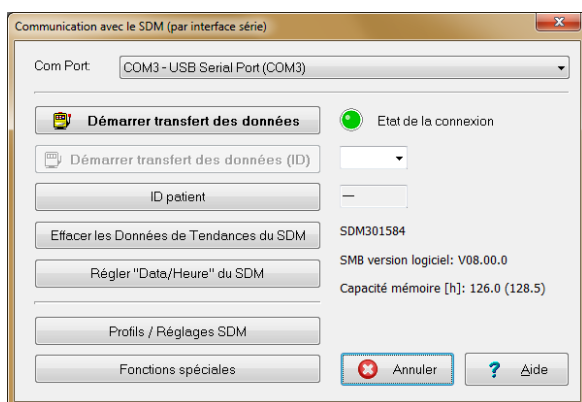 Communication avec le SDM (par interface série)
Com Port: COM3 - USB Serial Port (COM3)
Démarrer transfert des données Etat de la connexion
Démarrer transfert des données (ID)
ID patient —
Effacer les Données de Tendances du SDM SDM301584
SMB version logiciel: V08.00.0
Régler "Data/Heure" du SDM
Capacité mémoire [h]: 126.0 (128.5)
Profils / Réglages SDM
Fonctions spéciales Annuler ? Aide